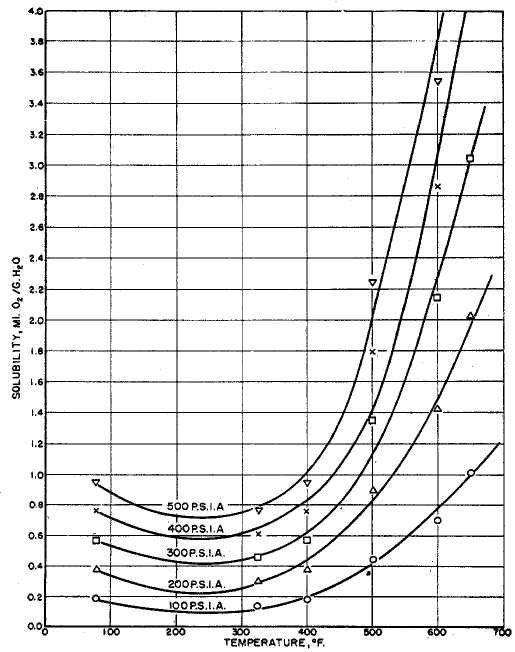 4.0
3.8
3.6
3.4
3.2
3.0
2.8
2.6
2.4
2.2
2.0
1.8
1.6
1.4
1.2
1.0
0.8
0.6
0.4
0.2
0.0
SOLUBILITY, Ml. O2/G. H2O
500 P.S.I.A
400 P.S.I.A.
300 P.S.I.A.
200 P.S.I.A.
100 P.S.I.A.
0 100 200 300 400 500 600 700
TEMPERATURE, °F.